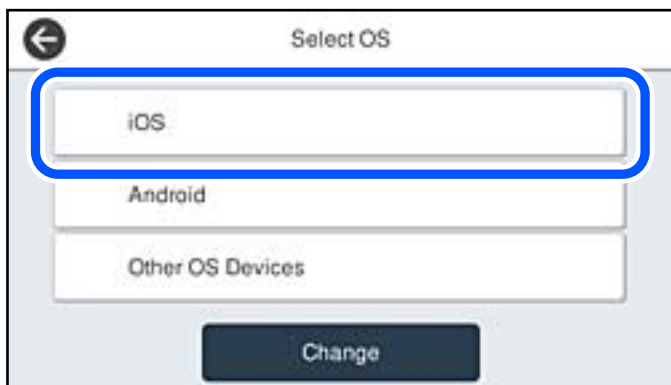 Select OS
iOS
Android
Other OS Devices
Change